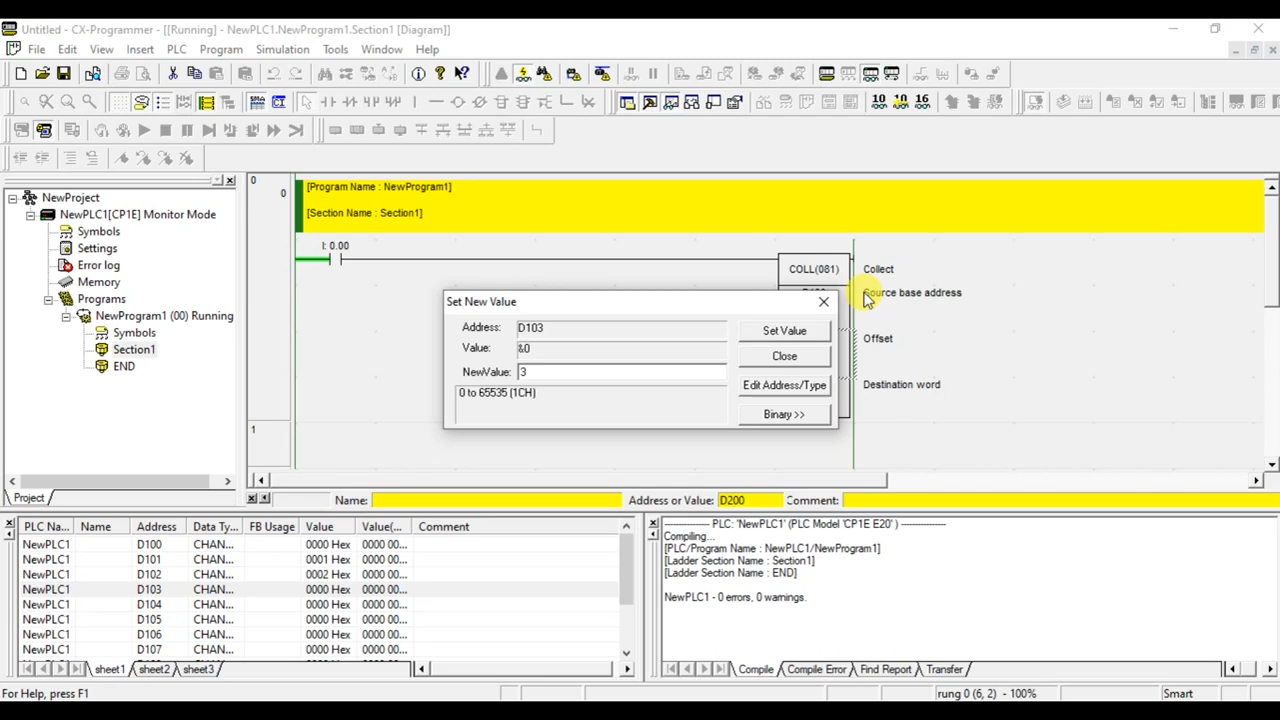 Untitled - CX-Programmer - [[Running] - NewPLC1.NewProgram1.Section1 [Diagram]]
File Edit View Insert PLC Program Simulation Tools Window Help
10 10 16
NewProject
NewPLC1[CP1E] Monitor Mode
Symbols
Settings
Error log
Memory
Programs
NewProgram1 (00) Running
Symbols
Section1
END
Project
0
0
[Program Name : NewProgram1]
[Section Name : Section1]
I: 0.00
COLL(081)
Collect
Source base address
Offset
Destination word
1
Set New Value
Address: D103
Value: &0
NewValue: 3
0 to 65535 (1CH)
Set Value
Close
Edit Address/Type
Binary >>
Name: Address or Value: D200 Comment:
PLC Na... Name Address Data Ty... FB Usage Value Value(... Comment
NewPLC1 D100 CHAN... 0000 Hex 0000 00...
NewPLC1 D101 CHAN... 0001 Hex 0000 00...
NewPLC1 D102 CHAN... 0002 Hex 0000 00...
NewPLC1 D103 CHAN... 0000 Hex 0000 00...
NewPLC1 D104 CHAN... 0000 Hex 0000 00...
NewPLC1 D105 CHAN... 0000 Hex 0000 00...
NewPLC1 D106 CHAN... 0000 Hex 0000 00...
NewPLC1 D107 CHAN... 0000 Hex 0000 00...
sheet1 sheet2 sheet3
-------------- PLC: 'NewPLC1' (PLC Model 'CP1E E20' ) --------------
Compiling...
[PLC/Program Name : NewPLC1/NewProgram1]
[Ladder Section Name : Section1]
[Ladder Section Name : END]
NewPLC1 - 0 errors, 0 warnings.
Compile Compile Error Find Report Transfer
For Help, press F1
rung 0 (6, 2) - 100%
Smart